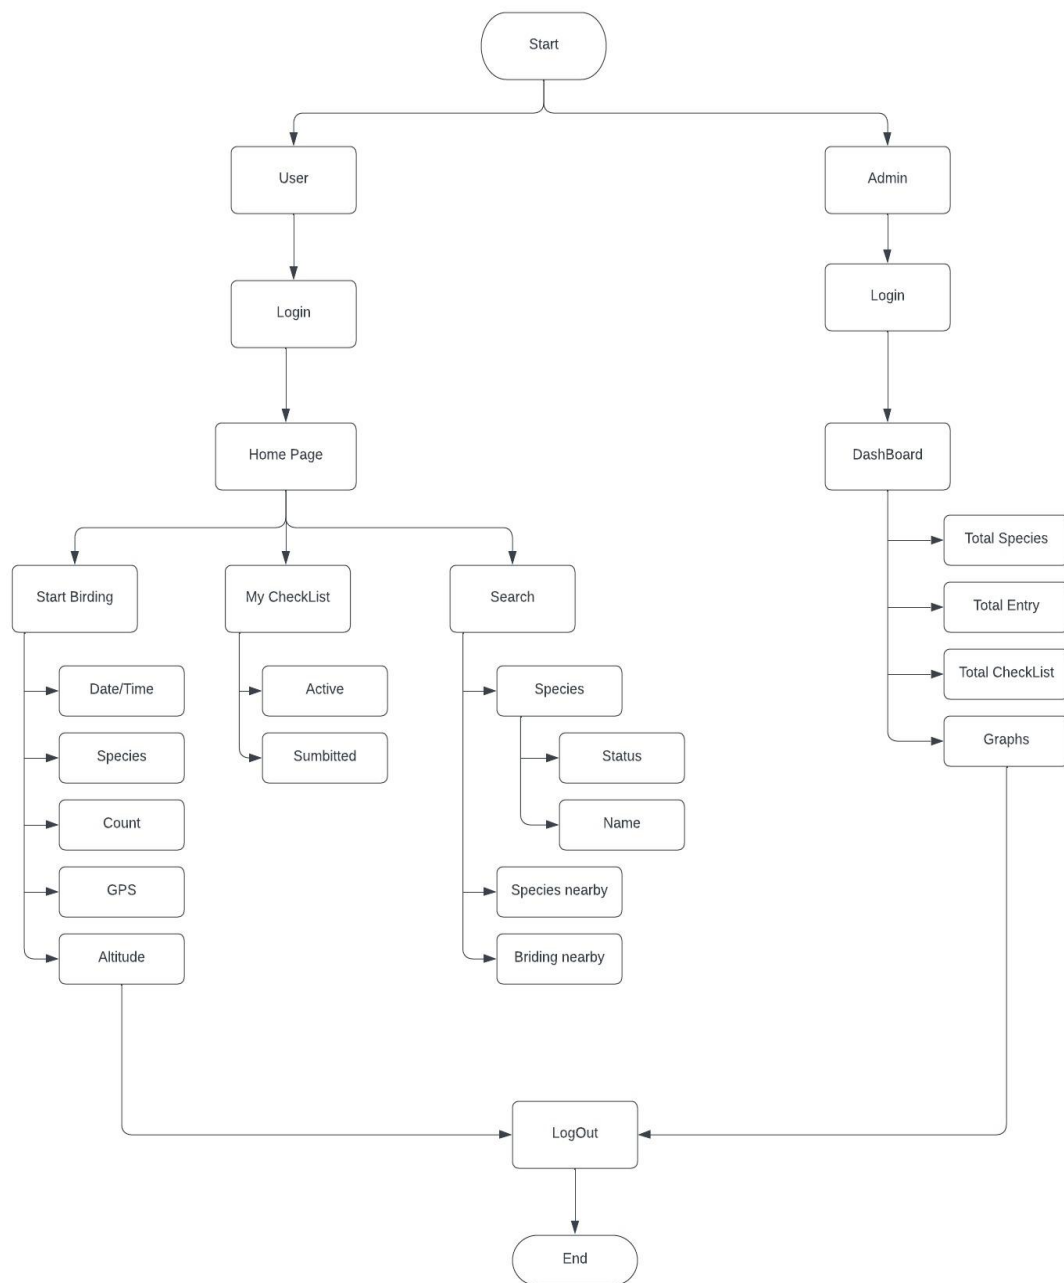 Start
User
Admin
Login
Login
Home Page
DashBoard
Total Species
Start Birding
My CheckList
Search
Total Entry
Total CheckList
Date/Time
Active
Species
Graphs
Species
Sumbitted
Status
Count
Name
GPS
Species nearby
Altitude
Briding nearby
LogOut
End